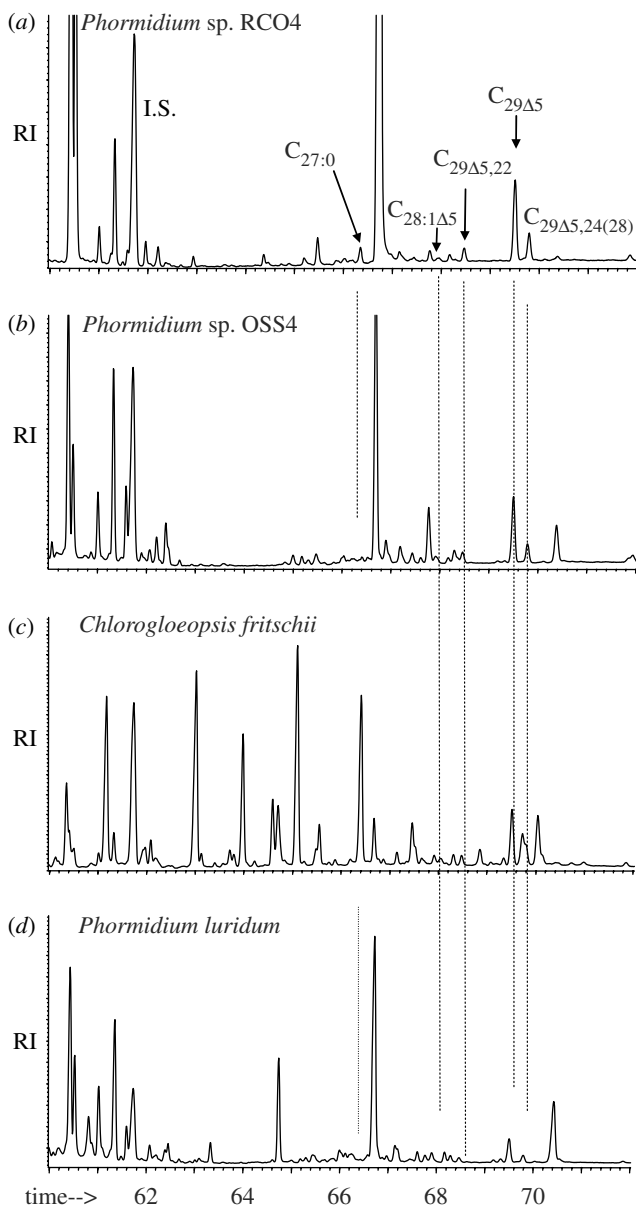 (a) Phormidium sp. RCO4
I.S.
RI
C29Δ5
C27:0
C29Δ5,22
C28:1Δ5
C29Δ5,24(28)
(b) Phormidium sp. OSS4
RI
(c) Chlorogloeopsis fritschii
RI
(d) Phormidium luridum
RI
time--> 62 64 66 68 70